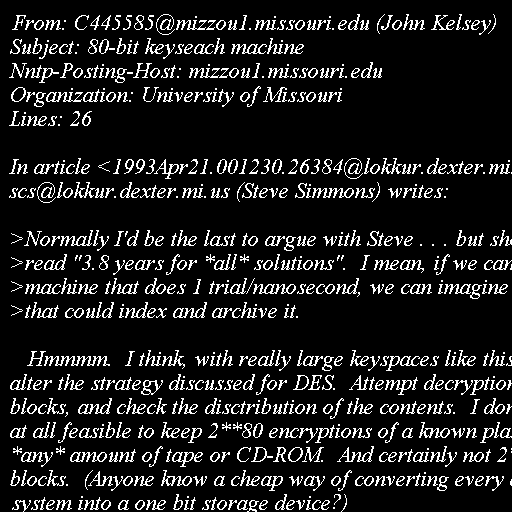 From: C445585@mizzou1.missouri.edu (John Kelsey)
Subject: 80-bit keyseach machine
Nntp-Posting-Host: mizzou1.missouri.edu
Organization: University of Missouri
Lines: 26

In article <1993Apr21.001230.26384@lokkur.dexter.mi.
scs@lokkur.dexter.mi.us (Steve Simmons) writes:

>Normally I'd be the last to argue with Steve . . . but sho
>read "3.8 years for *all* solutions".  I mean, if we can
>machine that does 1 trial/nanosecond, we can imagine
>that could index and archive it.

   Hmmmm.  I think, with really large keyspaces like this
alter the strategy discussed for DES.  Attempt decryption
blocks, and check the disctribution of the contents.  I don
at all feasible to keep 2**80 encryptions of a known plai
*any* amount of tape or CD-ROM.  And certainly not 2*
blocks.  (Anyone know a cheap way of converting every
system into a one bit storage device?)